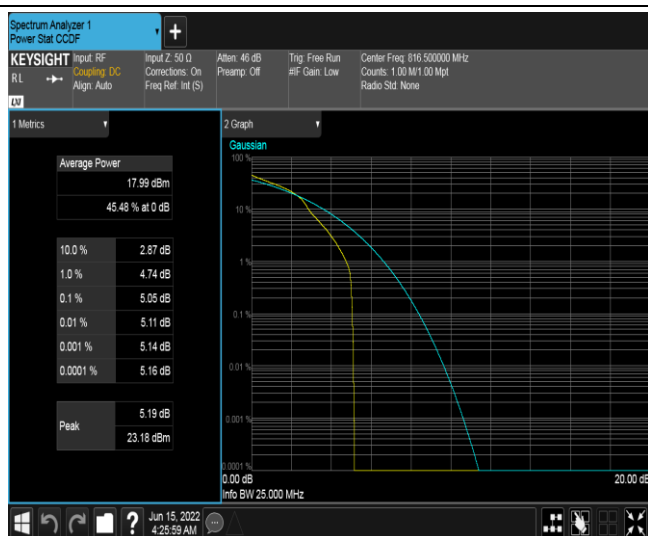 Spectrum Analyzer 1
Power Stat CCDF
+
KEYSIGHT
RL
LXI
Input: RF
Coupling: DC
Align: Auto
Input Z: 50 Ω
Corrections: On
Freq Ref: Int (S)
Atten: 46 dB
Preamp: Off
Trig: Free Run
#IF Gain: Low
Center Freq: 816.500000 MHz
Counts: 1.00 M/1.00 Mpt
Radio Std: None
1 Metrics
Average Power
17.99 dBm
45.48 % at 0 dB
10.0 % 2.87 dB
1.0 % 4.74 dB
0.1 % 5.05 dB
0.01 % 5.11 dB
0.001 % 5.14 dB
0.0001 % 5.16 dB
Peak
5.19 dB
23.18 dBm
2 Graph
Gaussian
100 %
10 %
1 %
0.1 %
0.01 %
0.001 %
0.0001 %
0.00 dB 20.00 dB
Info BW 25.000 MHz
?
Jun 15, 2022
4:25:59 AM